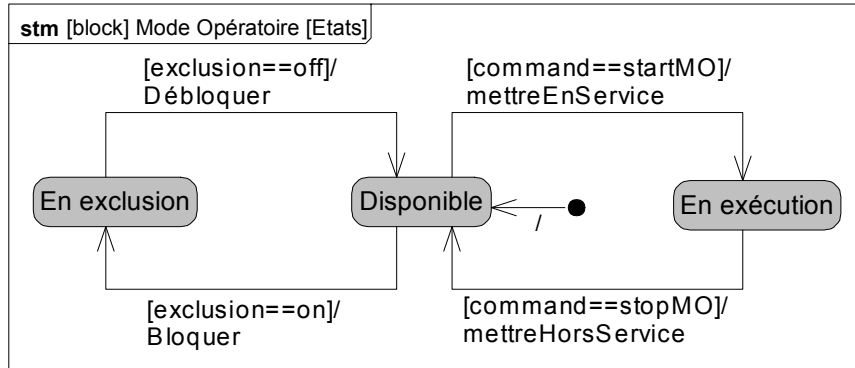 stm [block] Mode Opératoire [Etats]
[exclusion==off]/
Débloquer
[command==startMO]/
mettreEnService
En exclusion
Disponible
/
En exécution
[exclusion==on]/
Bloquer
[command==stopMO]/
mettreHorsService